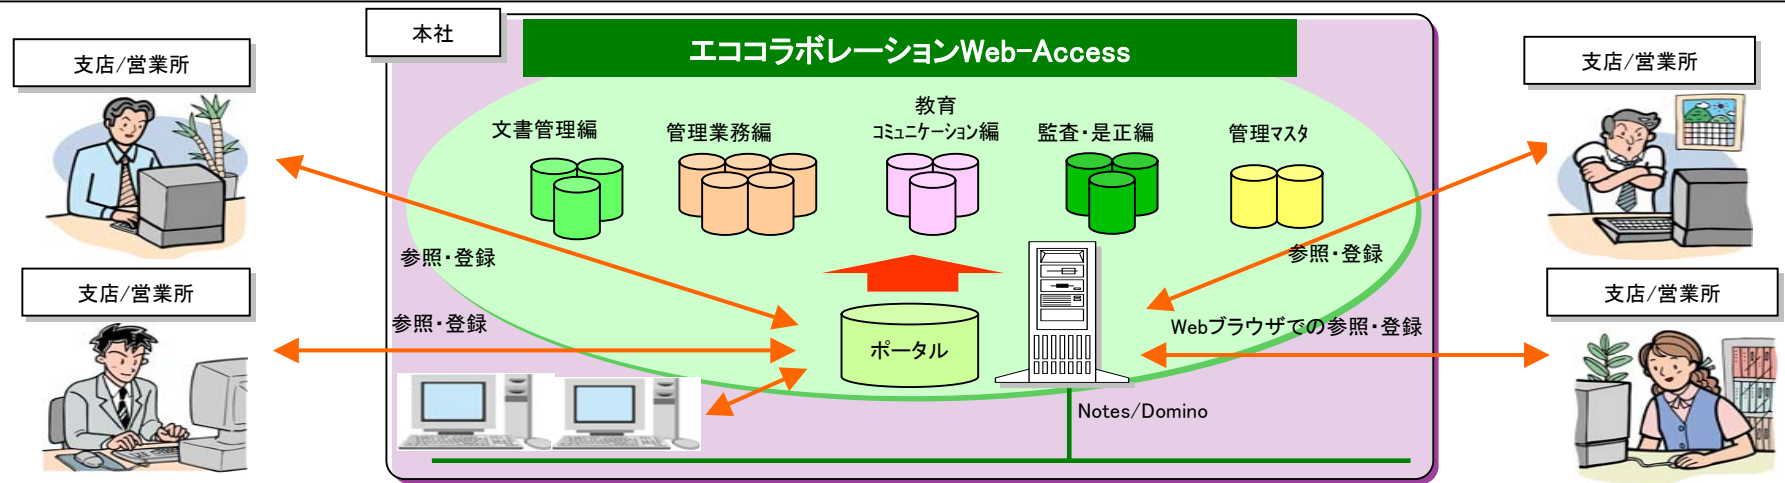 本社
エココラボレーションWeb-Access
支店/営業所
支店/営業所
文書管理編
管理業務編
教育
コミュニケーション編
監査・是正編
管理マスタ
参照・登録
参照・登録
支店/営業所
支店/営業所
参照・登録
Webブラウザでの参照・登録
ポータル
Notes/Domino